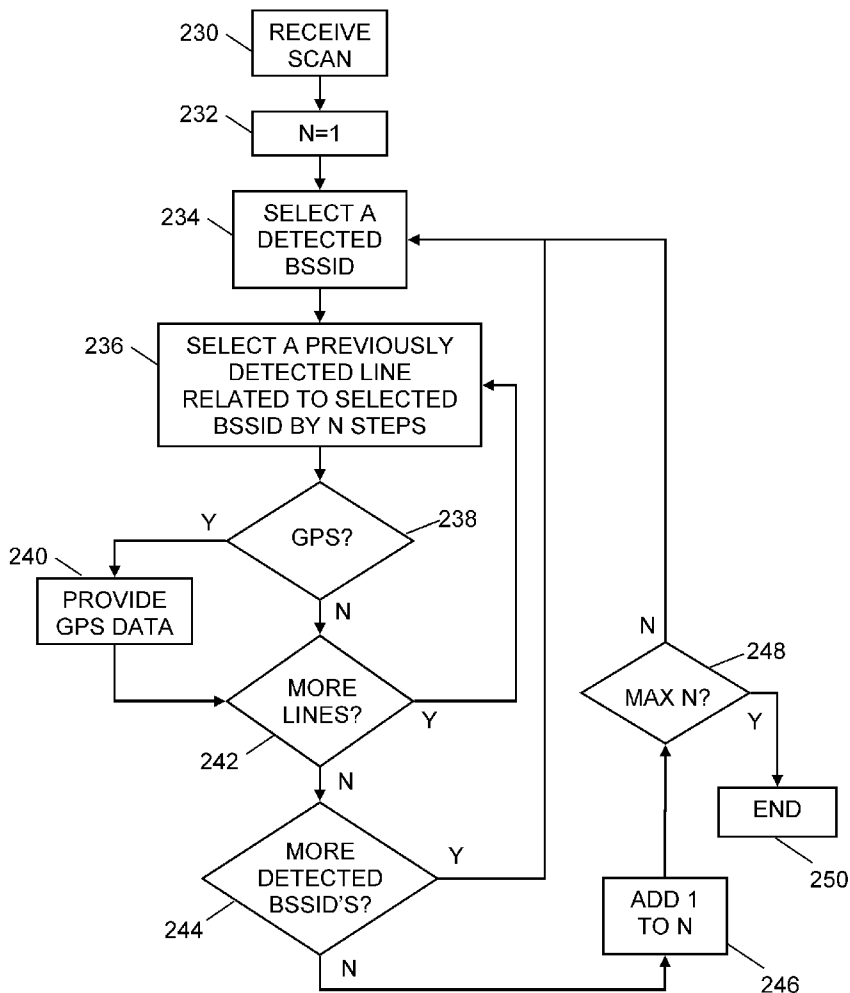 230
RECEIVE
SCAN
232
N=1
234
SELECT A
DETECTED
BSSID
236
SELECT A PREVIOUSLY
DETECTED LINE
RELATED TO SELECTED
BSSID BY N STEPS
Y
GPS?
238
240
PROVIDE
GPS DATA
N
MORE
LINES?
Y
242
N
N
248
MAX N?
Y
END
250
MORE
DETECTED
BSSID'S?
Y
244
N
ADD 1
TO N
246